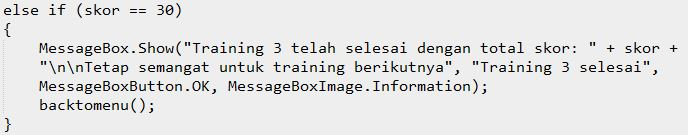 else if (skor == 30)
{
MessageBox.Show("Training 3 telah selesai dengan total skor: " + skor +
"\n\nTetap semangat untuk training berikutnya", "Training 3 selesai",
MessageBoxButton.OK, MessageBoxImage.Information);
backtomenu();
}